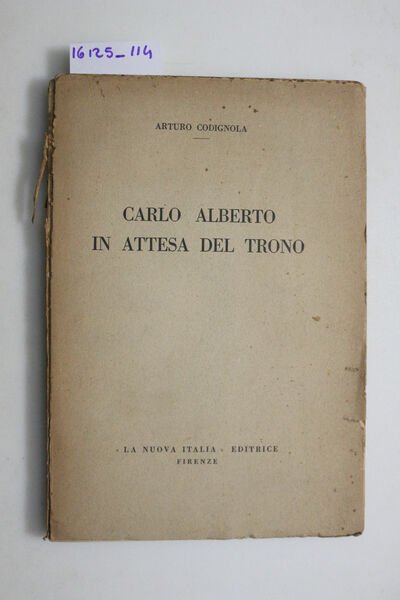 16125_114
ARTURO CODIGNOLA
CARLO ALBERTO
IN ATTESA DEL TRONO
"LA NUOVA ITALIA" EDITRICE
FIRENZE